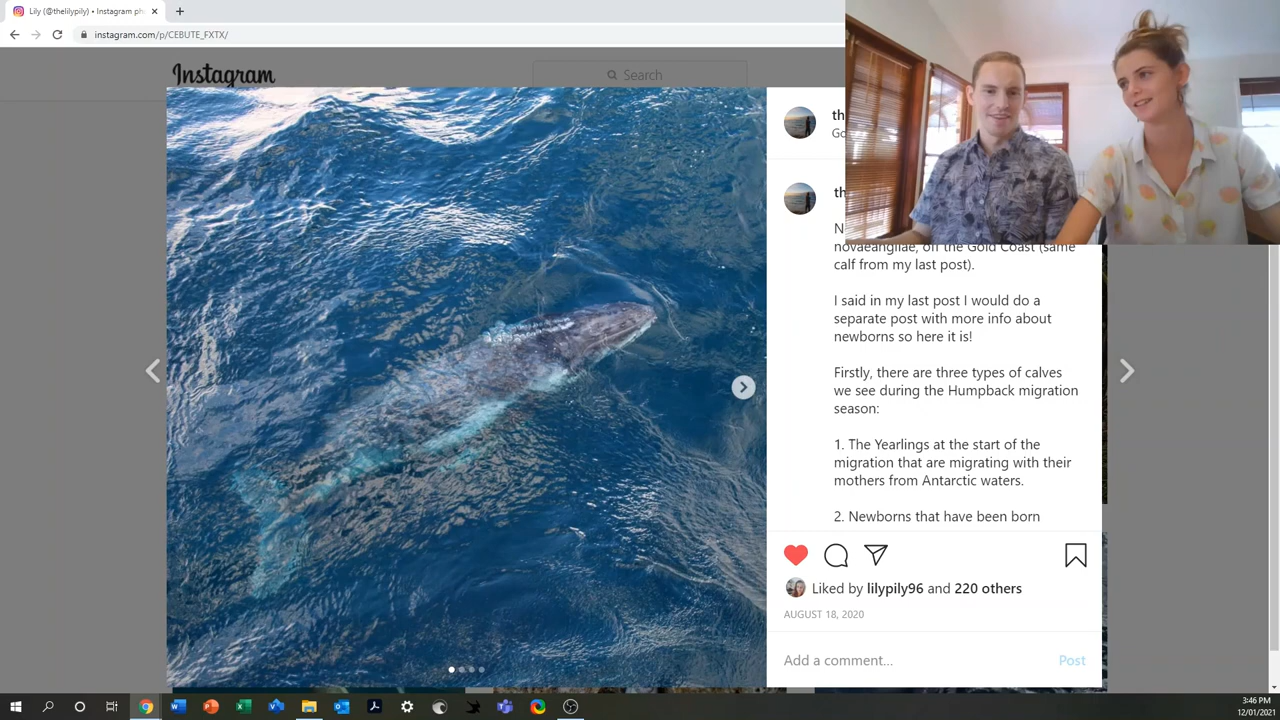 Lily (@thelilypily) • Instagram ph
instagram.com/p/CEBUTE_FXTX/
Instagram
Search
th
Go
th
N
novaeangliae, off the Gold Coast (same
calf from my last post).
I said in my last post I would do a
separate post with more info about
newborns so here it is!
Firstly, there are three types of calves
we see during the Humpback migration
season:
1. The Yearlings at the start of the
migration that are migrating with their
mothers from Antarctic waters.
2. Newborns that have been born
Liked by lilypily96 and 220 others
AUGUST 18, 2020
Add a comment...
Post
3:46 PM
12/01/2021